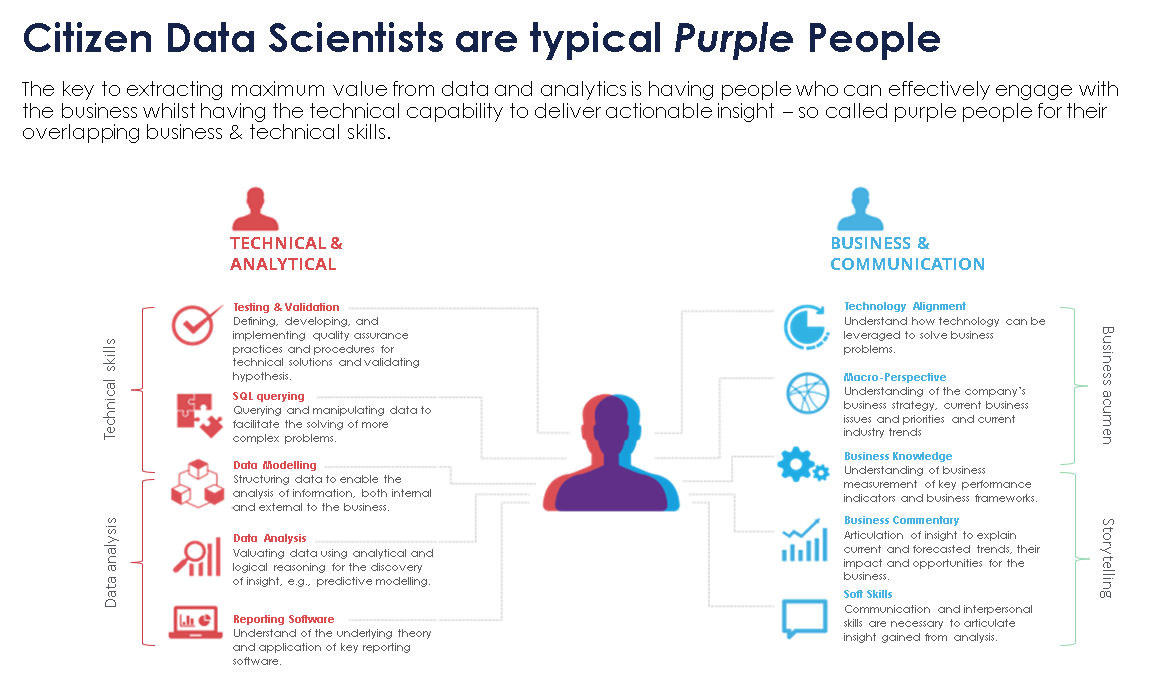 Citizen Data Scientists are typical Purple People
The key to extracting maximum value from data and analytics is having people who can effectively engage with
the business whilst having the technical capability to deliver actionable insight – so called purple people for their
overlapping business & technical skills.
TECHNICAL &
ANALYTICAL
Technical skills
Testing & Validation
Defining, developing, and
implementing quality assurance
practices and procedures for
technical solutions and validating
hypothesis.
SQL querying
Querying and manipulating data to
facilitate the solving of more
complex problems.
Data Modelling
Structuring data to enable the
analysis of information, both internal
and external to the business.
Data analysis
Data Analysis
Valuating data using analytical and
logical reasoning for the discovery
of insight, e.g., predictive modelling.
Reporting Software
Understand of the underlying theory
and application of key reporting
software.
BUSINESS &
COMMUNICATION
Technology Alignment
Understand how technology can be
leveraged to solve business
problems.
Macro-Perspective
Understanding of the company's
business strategy, current business
issues and priorities and current
industry trends
Business acumen
Business Knowledge
Understanding of business
measurement of key performance
indicators and business frameworks.
Business Commentary
Articulation of insight to explain
current and forecasted trends, their
impact and opportunities for the
business.
Soft Skills
Communication and interpersonal
skills are necessary to articulate
insight gained from analysis.
Storytelling